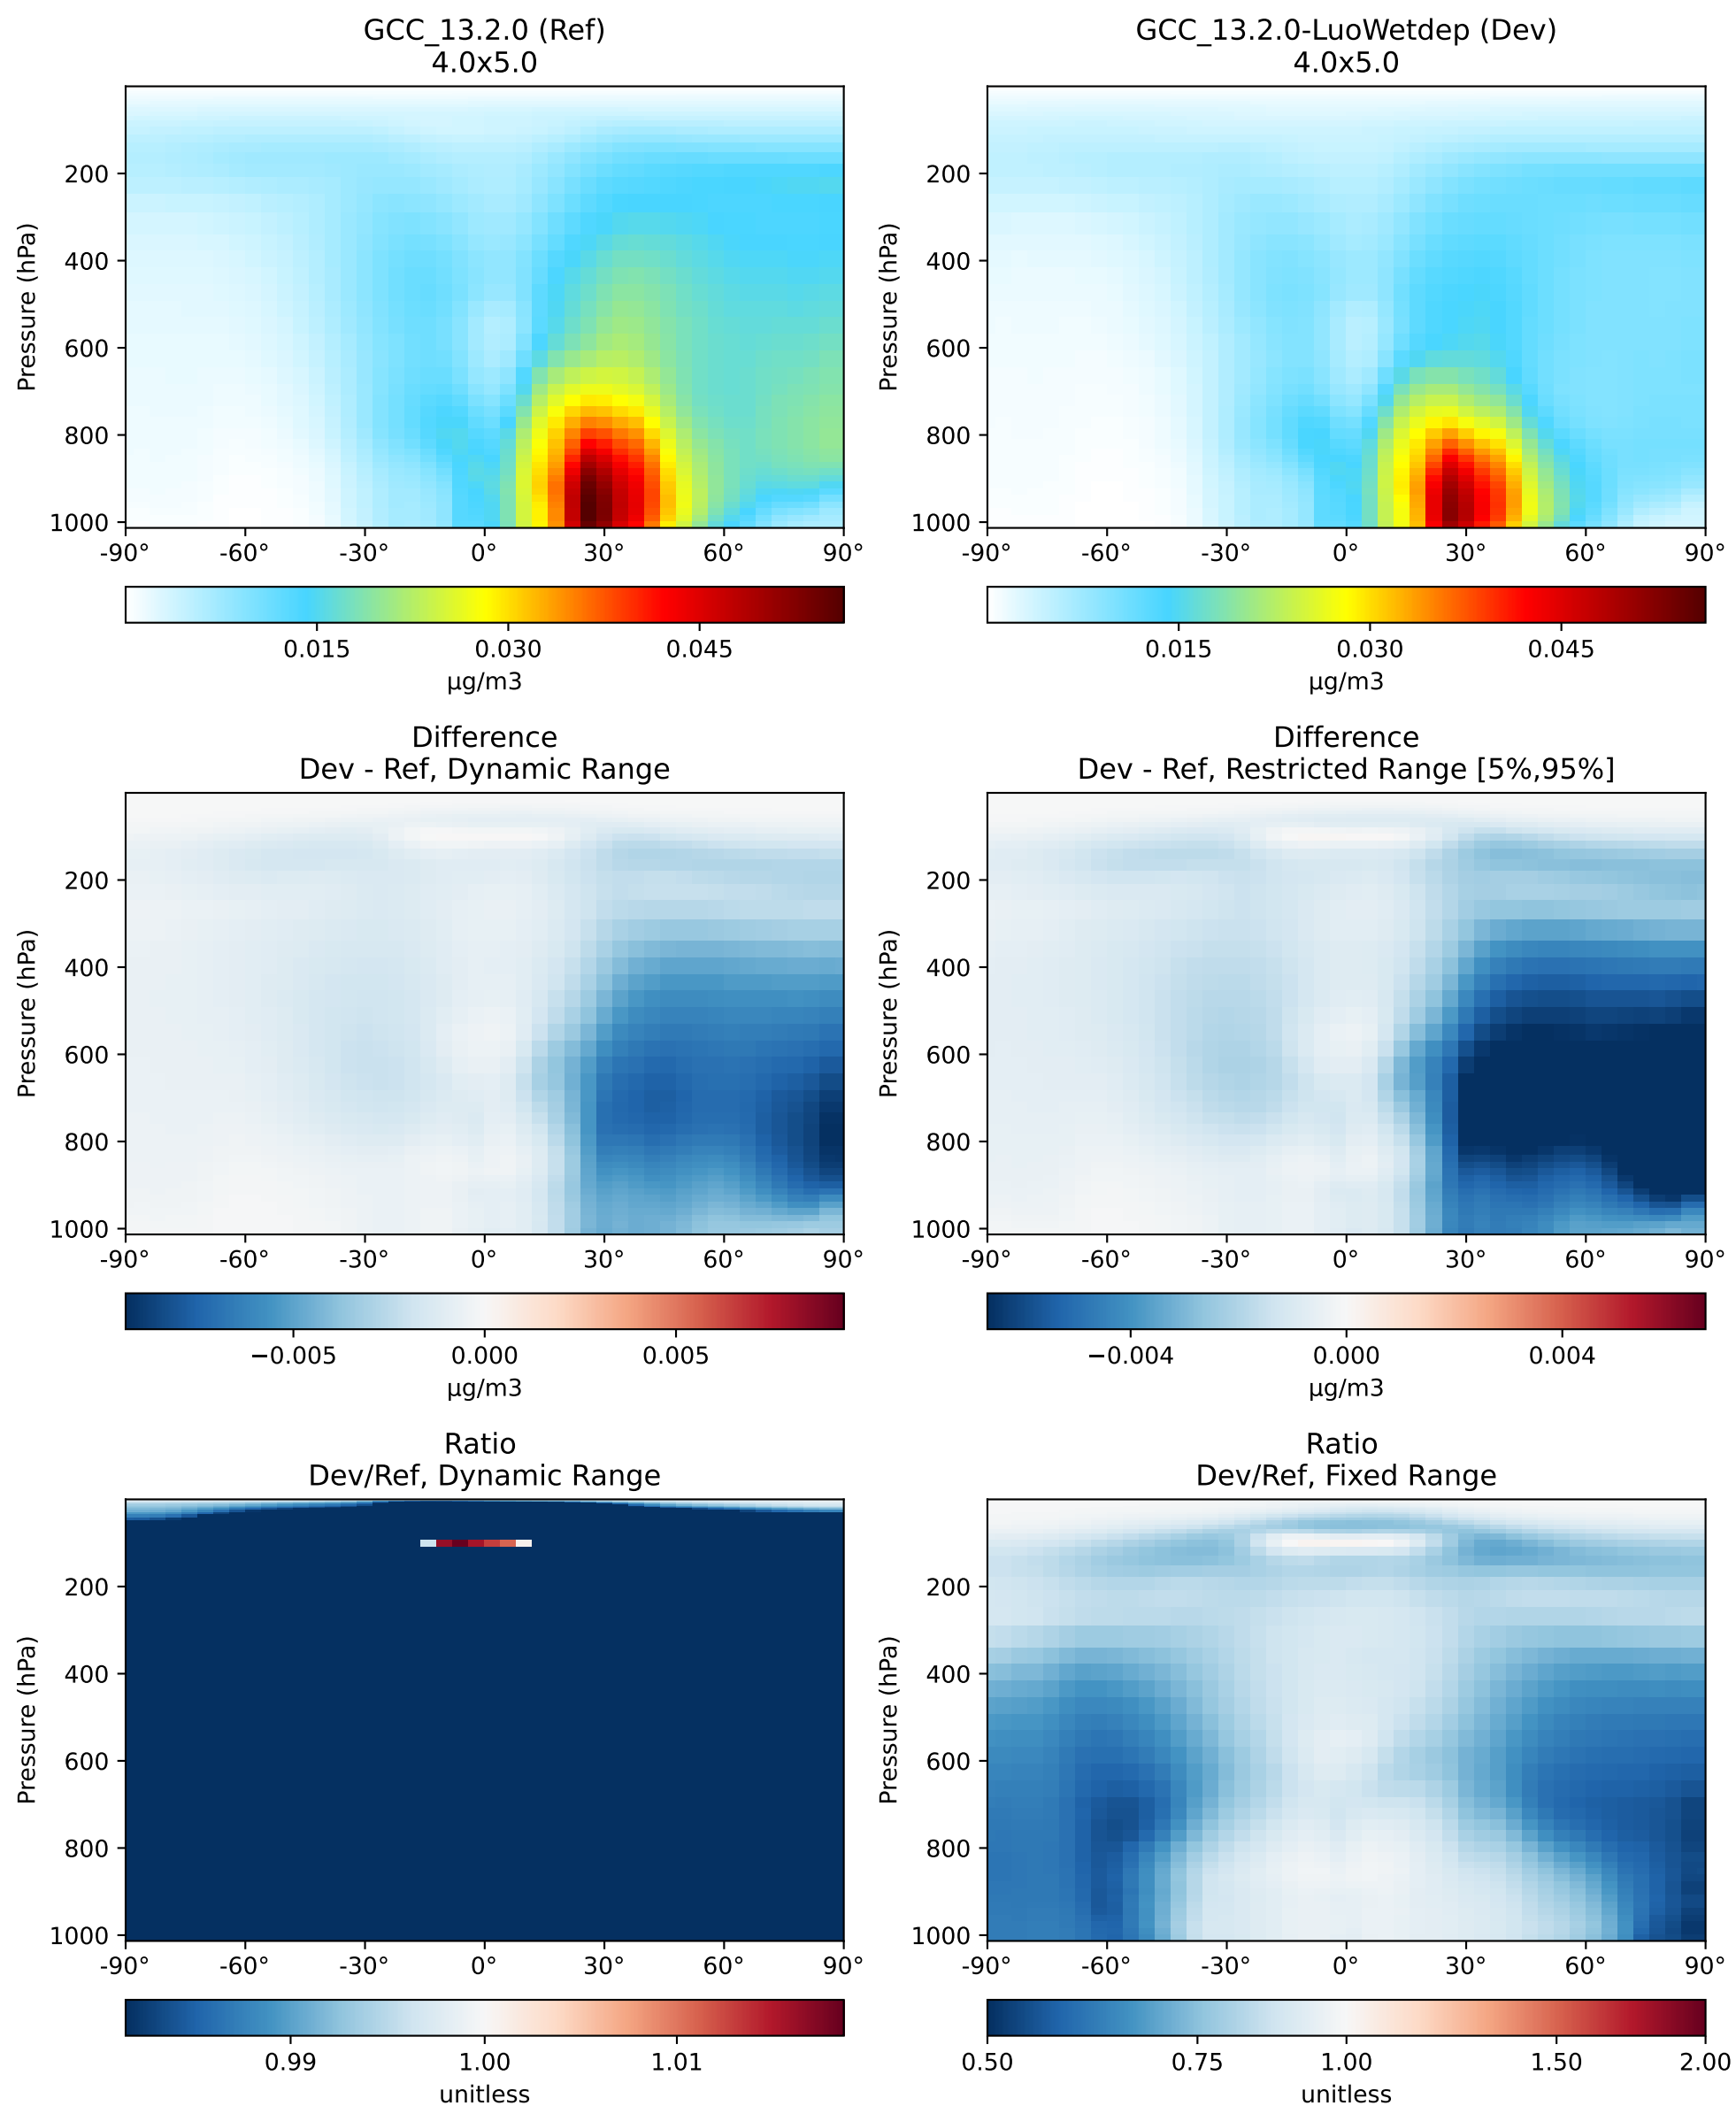 GCC_13.2.0 (Ref)
4.0x5.0
GCC_13.2.0-LuoWetdep (Dev)
4.0x5.0
Pressure (hPa)
200
400
600
800
1000
-90° -60° -30° 0° 30° 60° 90°
0.015 0.030 0.045
µg/m3
Pressure (hPa)
200
400
600
800
1000
-90° -60° -30° 0° 30° 60° 90°
0.015 0.030 0.045
µg/m3
Difference
Dev - Ref, Dynamic Range
Difference
Dev - Ref, Restricted Range [5%,95%]
Pressure (hPa)
200
400
600
800
1000
-90° -60° -30° 0° 30° 60° 90°
−0.005 0.000 0.005
µg/m3
Pressure (hPa)
200
400
600
800
1000
-90° -60° -30° 0° 30° 60° 90°
−0.004 0.000 0.004
µg/m3
Ratio
Dev/Ref, Dynamic Range
Ratio
Dev/Ref, Fixed Range
Pressure (hPa)
200
400
600
800
1000
-90° -60° -30° 0° 30° 60° 90°
0.99 1.00 1.01
unitless
Pressure (hPa)
200
400
600
800
1000
-90° -60° -30° 0° 30° 60° 90°
0.50 0.75 1.00 1.50 2.00
unitless